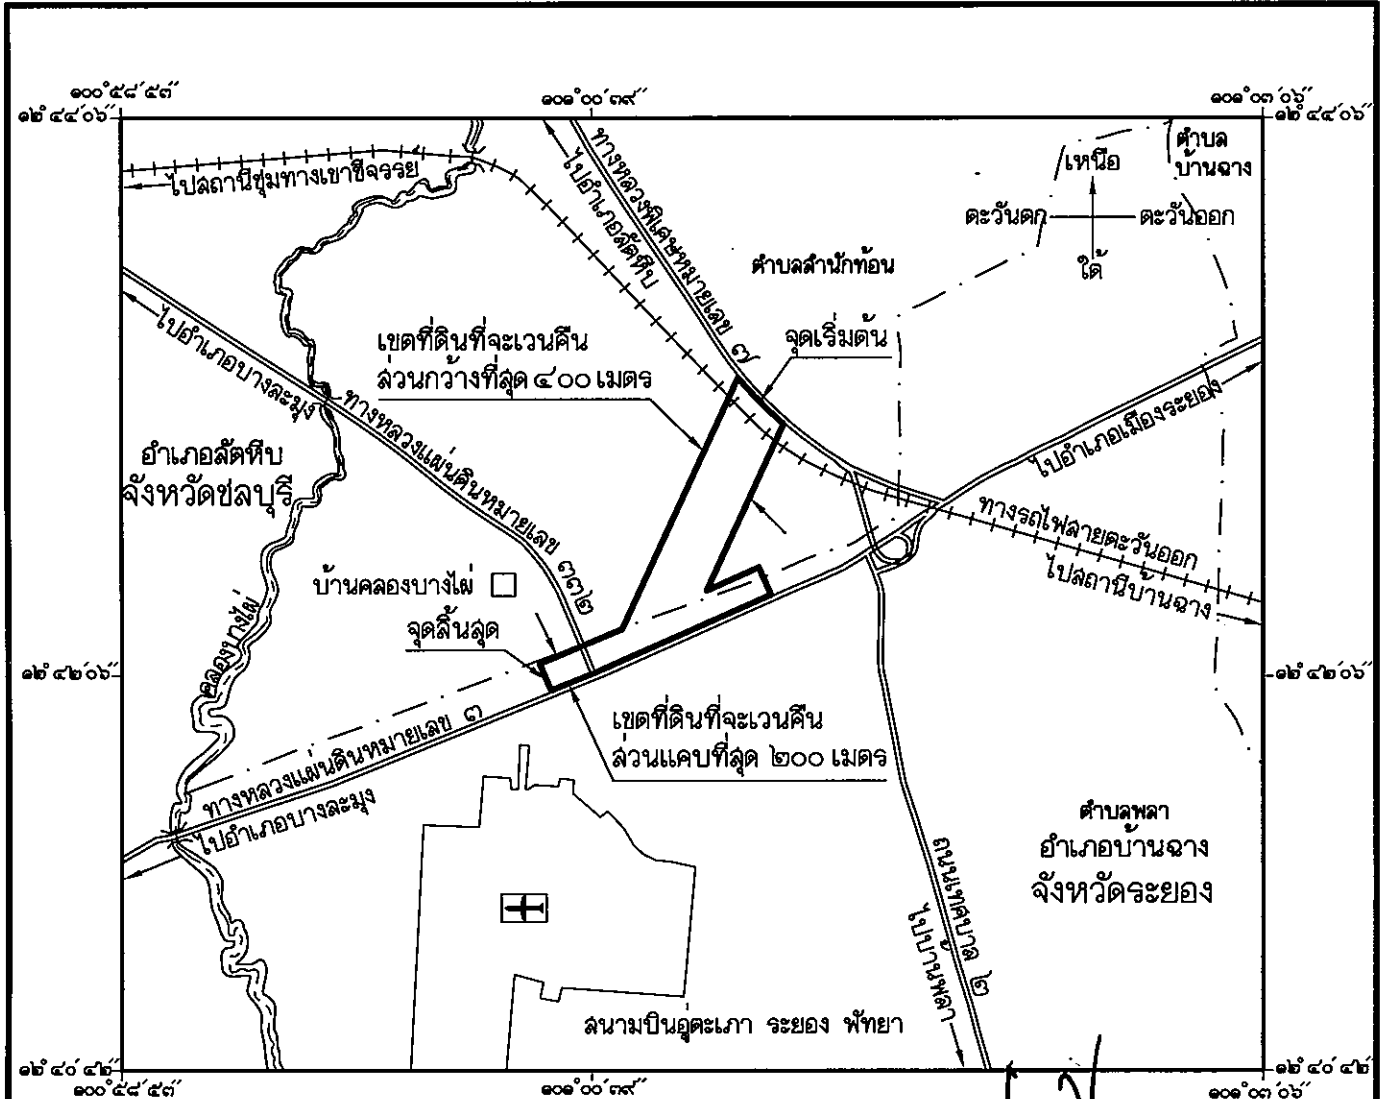 ๑๐๐°๕๘'๕๓"
๑๐๑°๐๐'๓๙"
๑๐๑°๐๓'๐๖"
๑๒°๔๔'๐๖"
๑๒°๔๔'๐๖"
ตำบล
บ้านฉาง
เหนือ
ตะวันตก
ตะวันออก
ใต้
ไปสถานีชุมทางเขาชีจรรย์
ทางหลวงพิเศษหมายเลข ๗
ไปอำเภอสัตหีบ
ตำบลสำนักท้อน
จุดเริ่มต้น
เขตที่ดินที่จะเวนคืน
ส่วนกว้างที่สุด ๔๐๐ เมตร
ไปอำเภอบางละมุง
ทางหลวงแผ่นดินหมายเลข ๓๓๒
ไปอำเภอเมืองระยอง
อำเภอสัตหีบ
จังหวัดชลบุรี
ทางรถไฟสายตะวันออก
ไปสถานีบ้านฉาง
บ้านคลองบางไผ่
จุดสิ้นสุด
คลองบางไผ่
๑๒°๔๒'๐๖"
๑๒°๔๒'๐๖"
เขตที่ดินที่จะเวนคืน
ส่วนแคบที่สุด ๒๐๐ เมตร
ทางหลวงแผ่นดินหมายเลข ๓
ไปอำเภอบางละมุง
ตำบลพลา
อำเภอบ้านฉาง
จังหวัดระยอง
ถนนเทศบาล ๒
ไปบ้านพลา
สนามบินอู่ตะเภา ระยอง พัทยา
๑๒°๔๐'๔๒"
๑๒°๔๐'๔๒"
๑๐๐°๕๘'๕๓"
๑๐๑°๐๐'๓๙"
๑๐๑°๐๓'๐๖"